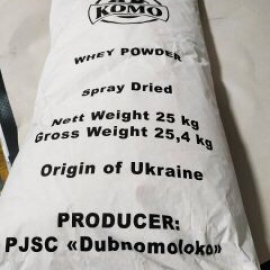 KOMO
WHEY POWDER
Spray Dried
Nett Weight 25 kg
Gross Weight 25,4 kg
Origin of Ukraine
PRODUCER:
PJSC «Dubnomoloko»